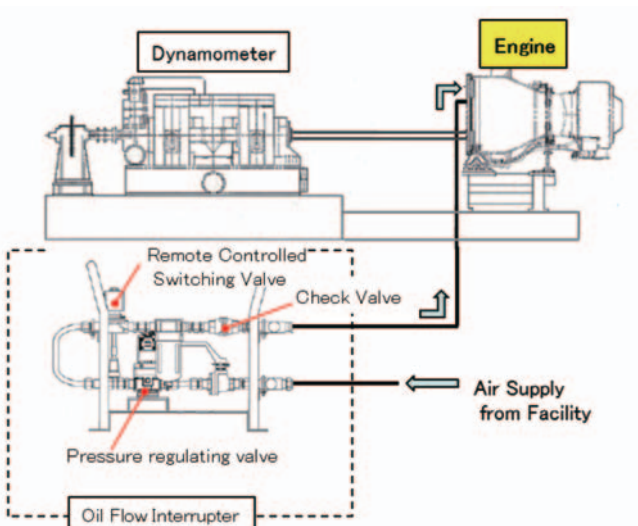 Dynamometer
Engine
Remote Controlled
Switching Valve
Check Valve
Air Supply
from Facility
Pressure regulating valve
Oil Flow Interrupter